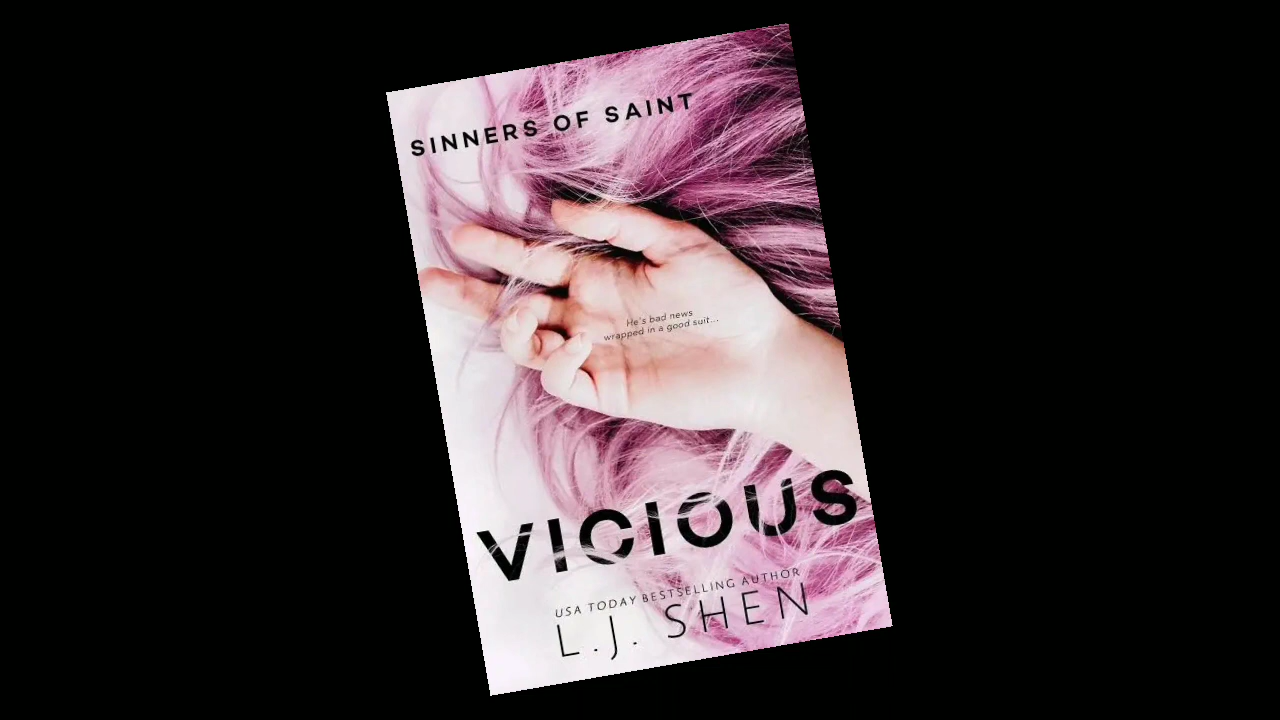 SINNERS OF SAINT
He's bad news
wrapped in a good suit...
VICIOUS
USA TODAY BESTSELLING AUTHOR
L.J. SHEN